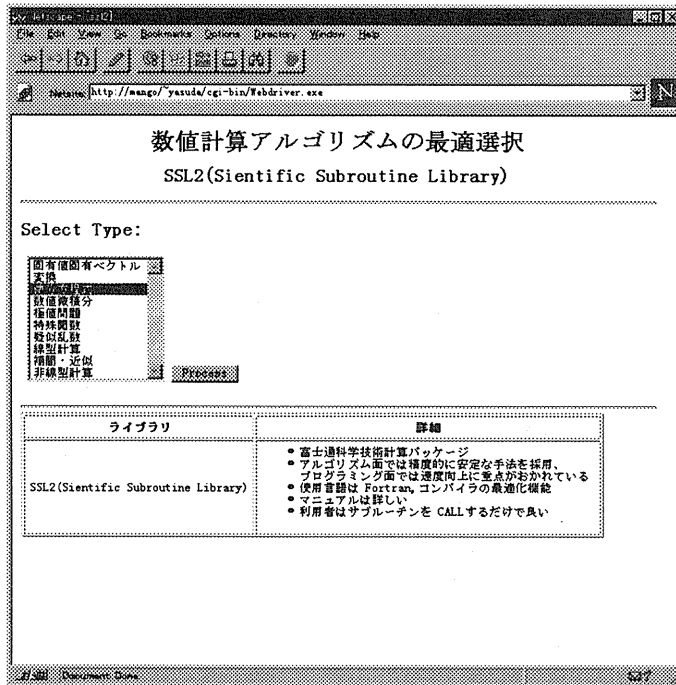 Netscape - [ssl2]
File Edit View Go Bookmarks Options Directory Window Help
Netsite: http://mango/~yasuda/cgi-bin/Webdriver.exe
数値計算アルゴリズムの最適選択
SSL2(Sientific Subroutine Library)
Select Type:
固有値固有ベクトル
変換
数値微積分
極値問題
特殊関数
疑似乱数
線型計算
補間・近似
非線型計算
Process
ライブラリ
詳細
SSL2(Sientific Subroutine Library)
• 富士通科学技術計算パッケージ
• アルゴリズム面では精度的に安定な手法を採用、
プログラミング面では速度向上に重点がおかれている
•使用言語は Fortran, コンパイラの最適化機能
• マニュアルは詳しい
• 利用者はサブルーチンを CALLするだけで良い
Document Done